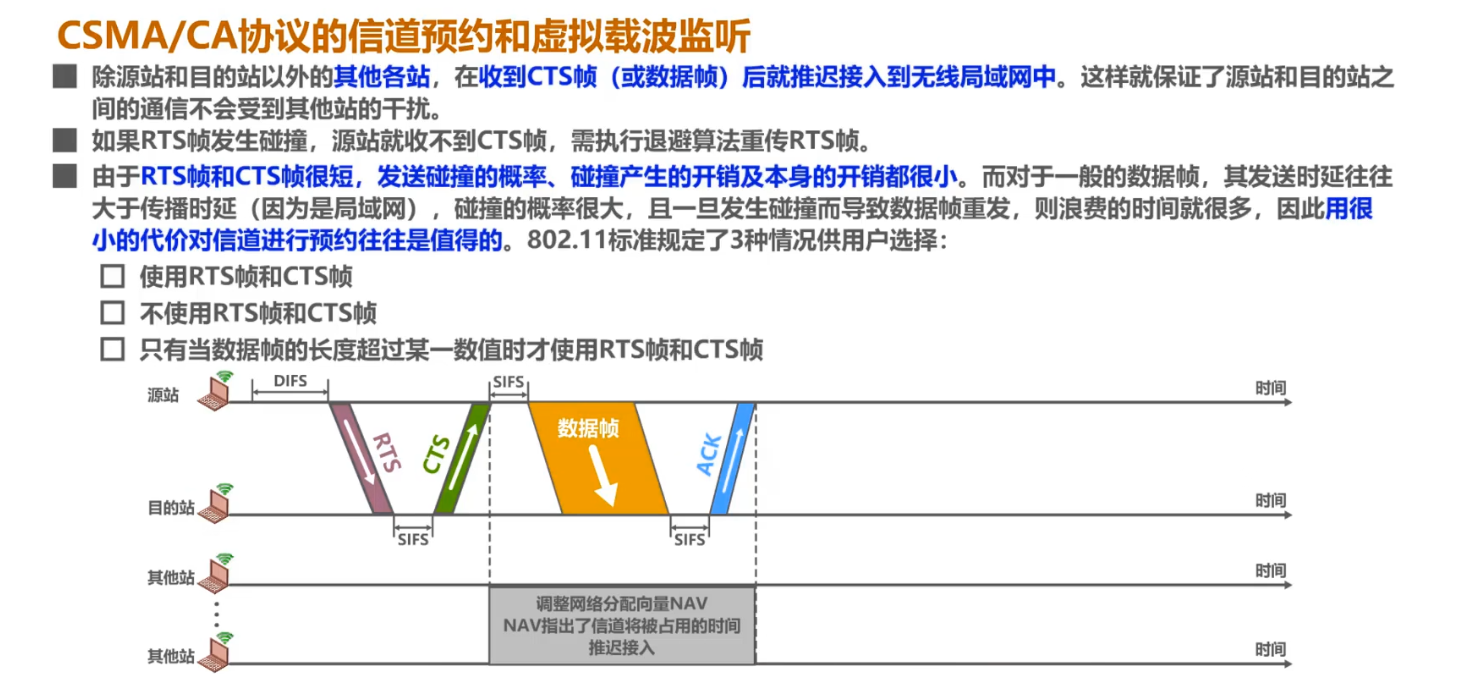 CSMA/CA协议的信道预约和虚拟载波监听
除源站和目的站以外的其他各站，在收到CTS帧（或数据帧）后就推迟接入到无线局域网中。这样就保证了源站和目的站之
间的通信不会受到其他站的干扰。
如果RTS帧发生碰撞，源站就收不到CTS帧，需执行退避算法重传RTS帧。
由于RTS帧和CTS帧很短，发送碰撞的概率、碰撞产生的开销及本身的开销都很小。而对于一般的数据帧，其发送时延往往
大于传播时延（因为是局域网），碰撞的概率很大，且一旦发生碰撞而导致数据帧重发，则浪费的时间就很多，因此用很
小的代价对信道进行预约往往是值得的。802.11标准规定了3种情况供用户选择：
使用RTS帧和CTS帧
不使用RTS帧和CTS帧
只有当数据帧的长度超过某一数值时才使用RTS帧和CTS帧
源站
DIFS
SIFS
时间
RTS
CTS
数据帧
ACK
目的站
时间
SIFS
SIFS
其他站
时间
调整网络分配向量NAV
NAV指出了信道将被占用的时间
推迟接入
其他站
时间